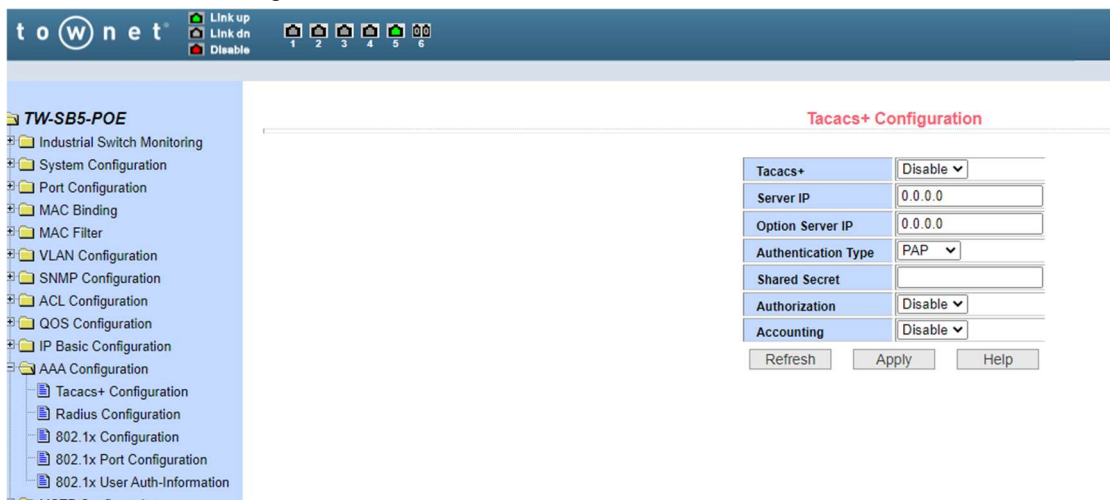 townet
Link up
Link dn
Disable
1 2 3 4 5 6
TW-SB5-POE
Industrial Switch Monitoring
System Configuration
Port Configuration
MAC Binding
MAC Filter
VLAN Configuration
SNMP Configuration
ACL Configuration
QOS Configuration
IP Basic Configuration
AAA Configuration
Tacacs+ Configuration
Radius Configuration
802.1x Configuration
802.1x Port Configuration
802.1x User Auth-Information
Tacacs+ Configuration
Tacacs+ Disable
Server IP 0.0.0.0
Option Server IP 0.0.0.0
Authentication Type PAP
Shared Secret
Authorization Disable
Accounting Disable
Refresh Apply Help